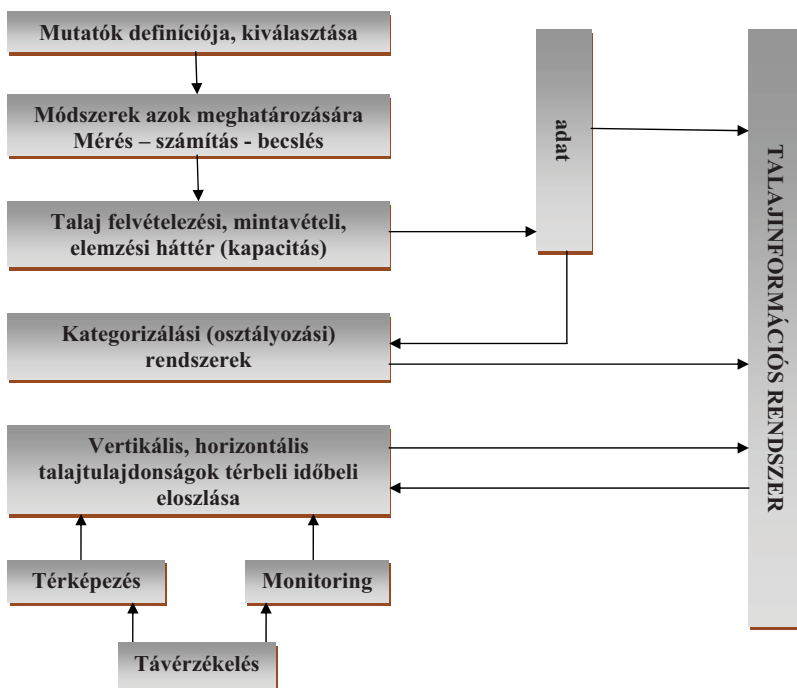 Mutatók definíciója, kiválasztása
Módszerek azok meghatározására
Mérés – számítás - becslés
Talaj felvételezési, mintavételi,
elemzési háttér (kapacitás)
adat
Kategorizálási (osztályozási)
rendszerek
Vertikális, horizontális
talajtulajdonságok térbeli időbeli
eloszlása
Térképezés
Monitoring
Távérzékelés
TALAJINFORMÁCIÓS RENDSZER